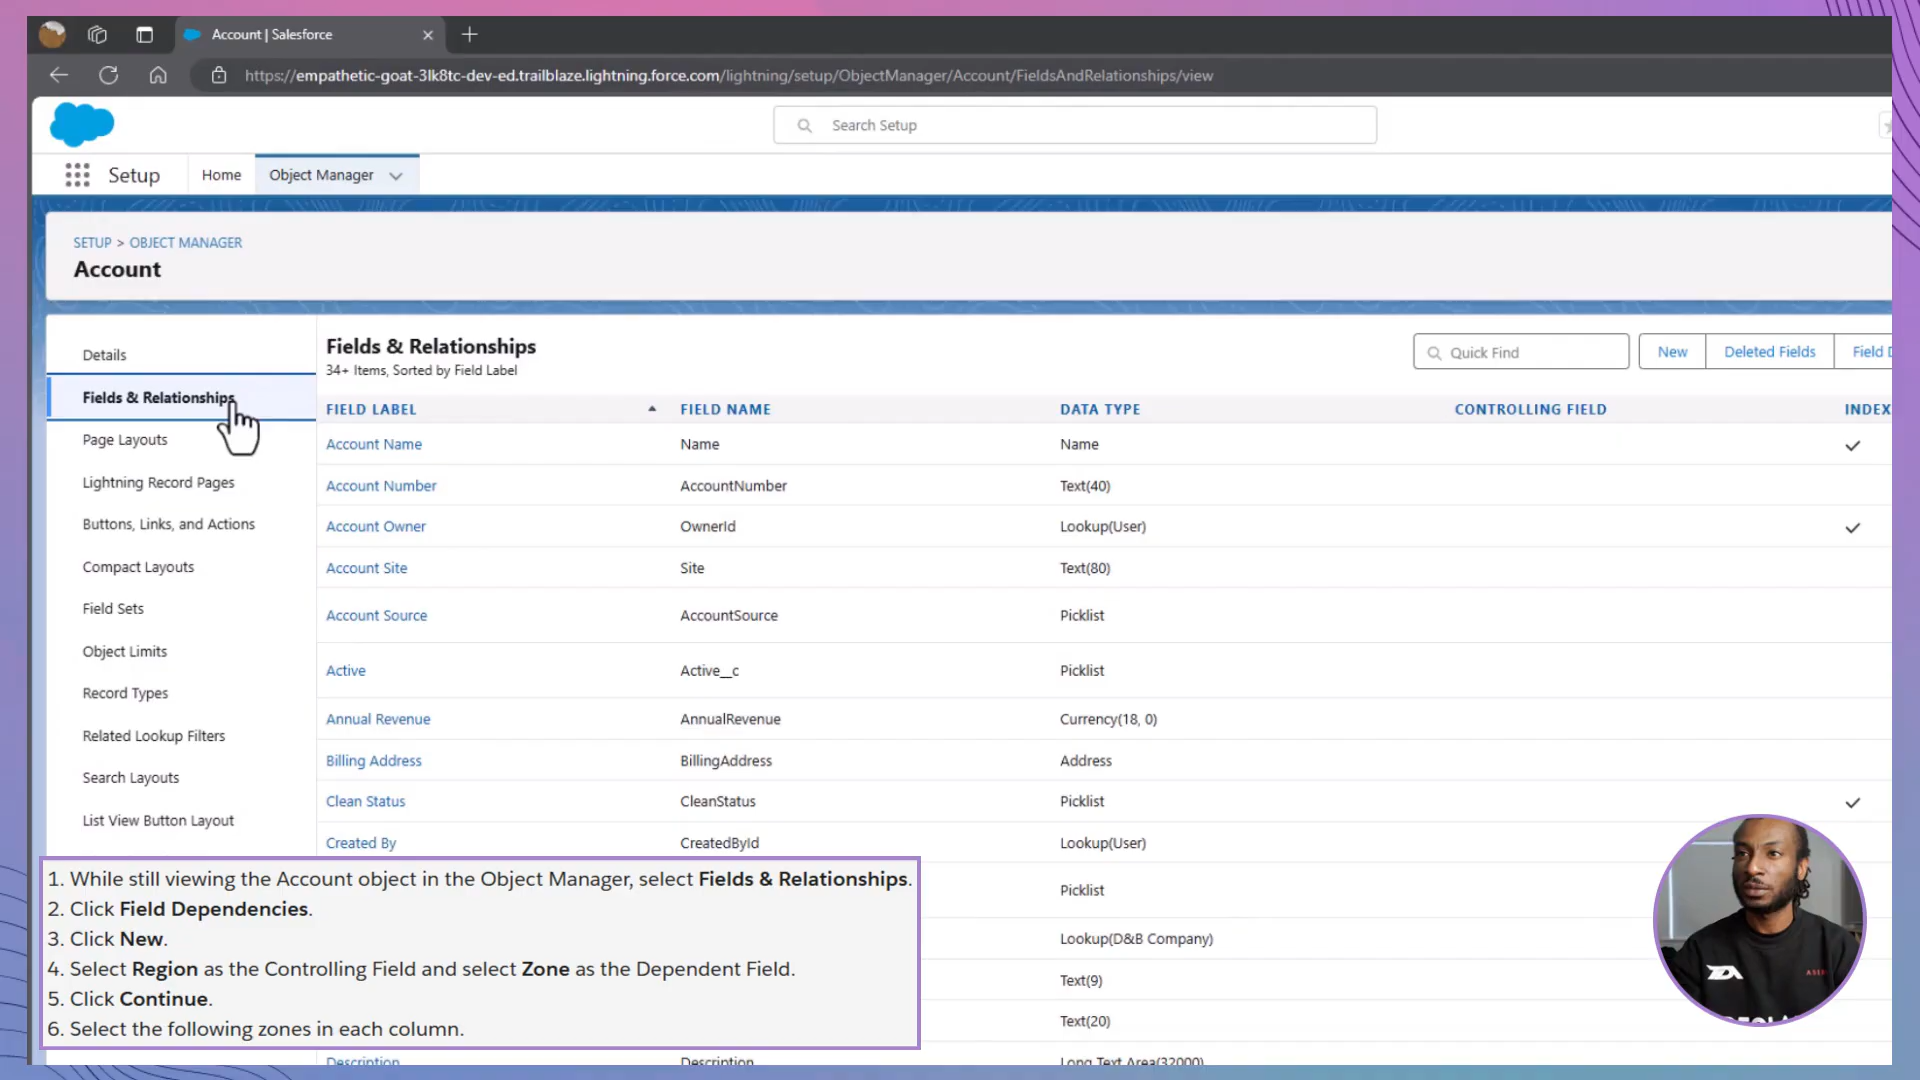 Account | Salesforce
https://empathetic-goat-3lk8tc-dev-ed.trailblaze.lightning.force.com/lightning/setup/ObjectManager/Account/FieldsAndRelationships/view
Search Setup
Setup
Home
Object Manager
SETUP > OBJECT MANAGER
Account
Details
Fields & Relationships
Page Layouts
Lightning Record Pages
Buttons, Links, and Actions
Compact Layouts
Field Sets
Object Limits
Record Types
Related Lookup Filters
Search Layouts
List View Button Layout
Fields & Relationships
34+ Items, Sorted by Field Label
Quick Find
New
Deleted Fields
Field D
FIELD LABEL FIELD NAME DATA TYPE CONTROLLING FIELD INDEX
Account Name Name Name
Account Number AccountNumber Text(40)
Account Owner OwnerId Lookup(User)
Account Site Site Text(80)
Account Source AccountSource Picklist
Active Active__c Picklist
Annual Revenue AnnualRevenue Currency(18, 0)
Billing Address BillingAddress Address
Clean Status CleanStatus Picklist
Created By CreatedById Lookup(User)
Picklist
Lookup(D&B Company)
Text(9)
Text(20)
Description Description Long Text Area(32000)
1. While still viewing the Account object in the Object Manager, select Fields & Relationships.
2. Click Field Dependencies.
3. Click New.
4. Select Region as the Controlling Field and select Zone as the Dependent Field.
5. Click Continue.
6. Select the following zones in each column.